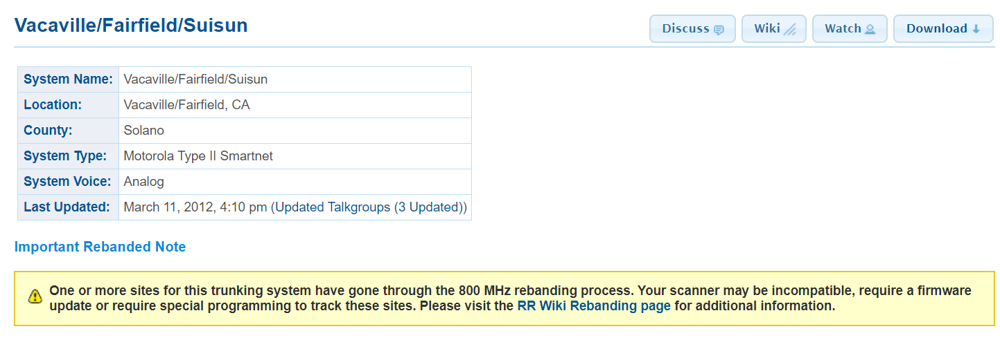 Vacaville/Fairfield/Suisun
Discuss
Wiki
Watch
Download
System Name: Vacaville/Fairfield/Suisun
Location: Vacaville/Fairfield, CA
County: Solano
System Type: Motorola Type II Smartnet
System Voice: Analog
Last Updated: March 11, 2012, 4:10 pm (Updated Talkgroups (3 Updated))
Important Rebanded Note
One or more sites for this trunking system have gone through the 800 MHz rebanding process. Your scanner may be incompatible, require a firmware
update or require special programming to track these sites. Please visit the RR Wiki Rebanding page for additional information.